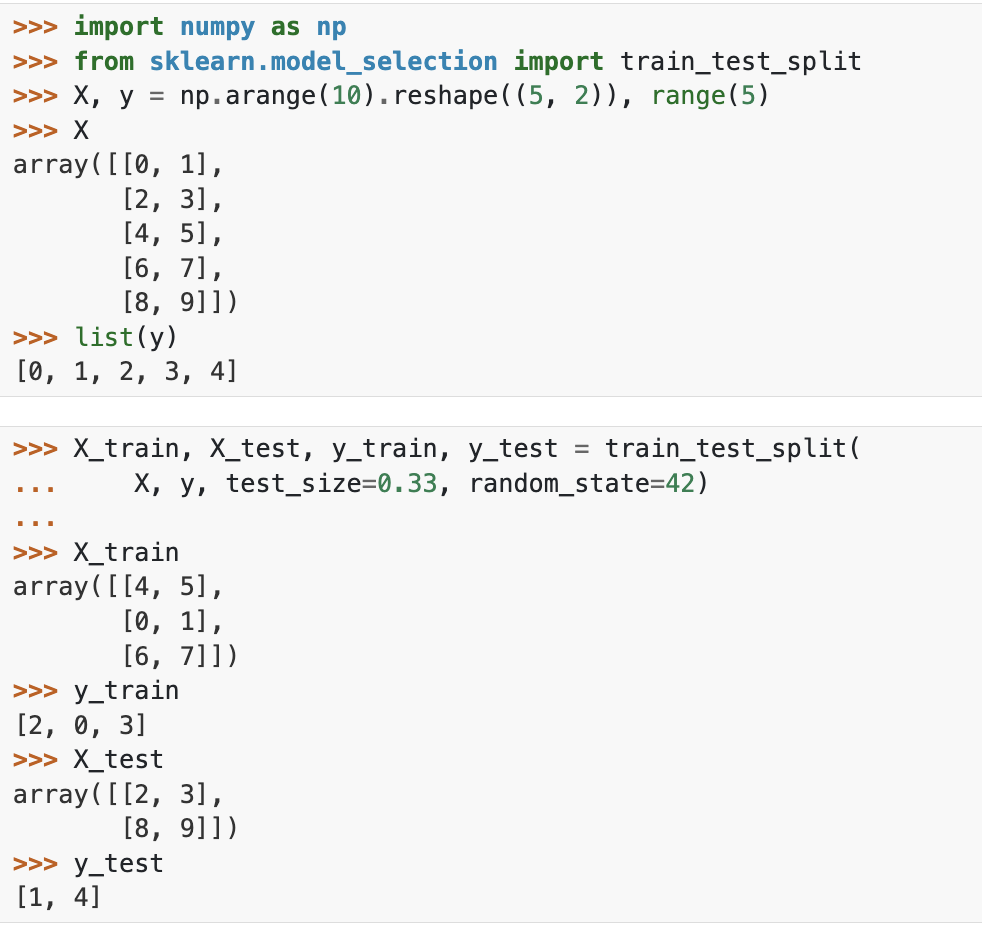 >>> import numpy as np
>>> from sklearn.model_selection import train_test_split
>>> X, y = np.arange(10).reshape((5, 2)), range(5)
>>> X
array([[0, 1],
       [2, 3],
       [4, 5],
       [6, 7],
       [8, 9]])
>>> list(y)
[0, 1, 2, 3, 4]
>>> X_train, X_test, y_train, y_test = train_test_split(
...     X, y, test_size=0.33, random_state=42)
...
>>> X_train
array([[4, 5],
       [0, 1],
       [6, 7]])
>>> y_train
[2, 0, 3]
>>> X_test
array([[2, 3],
       [8, 9]])
>>> y_test
[1, 4]